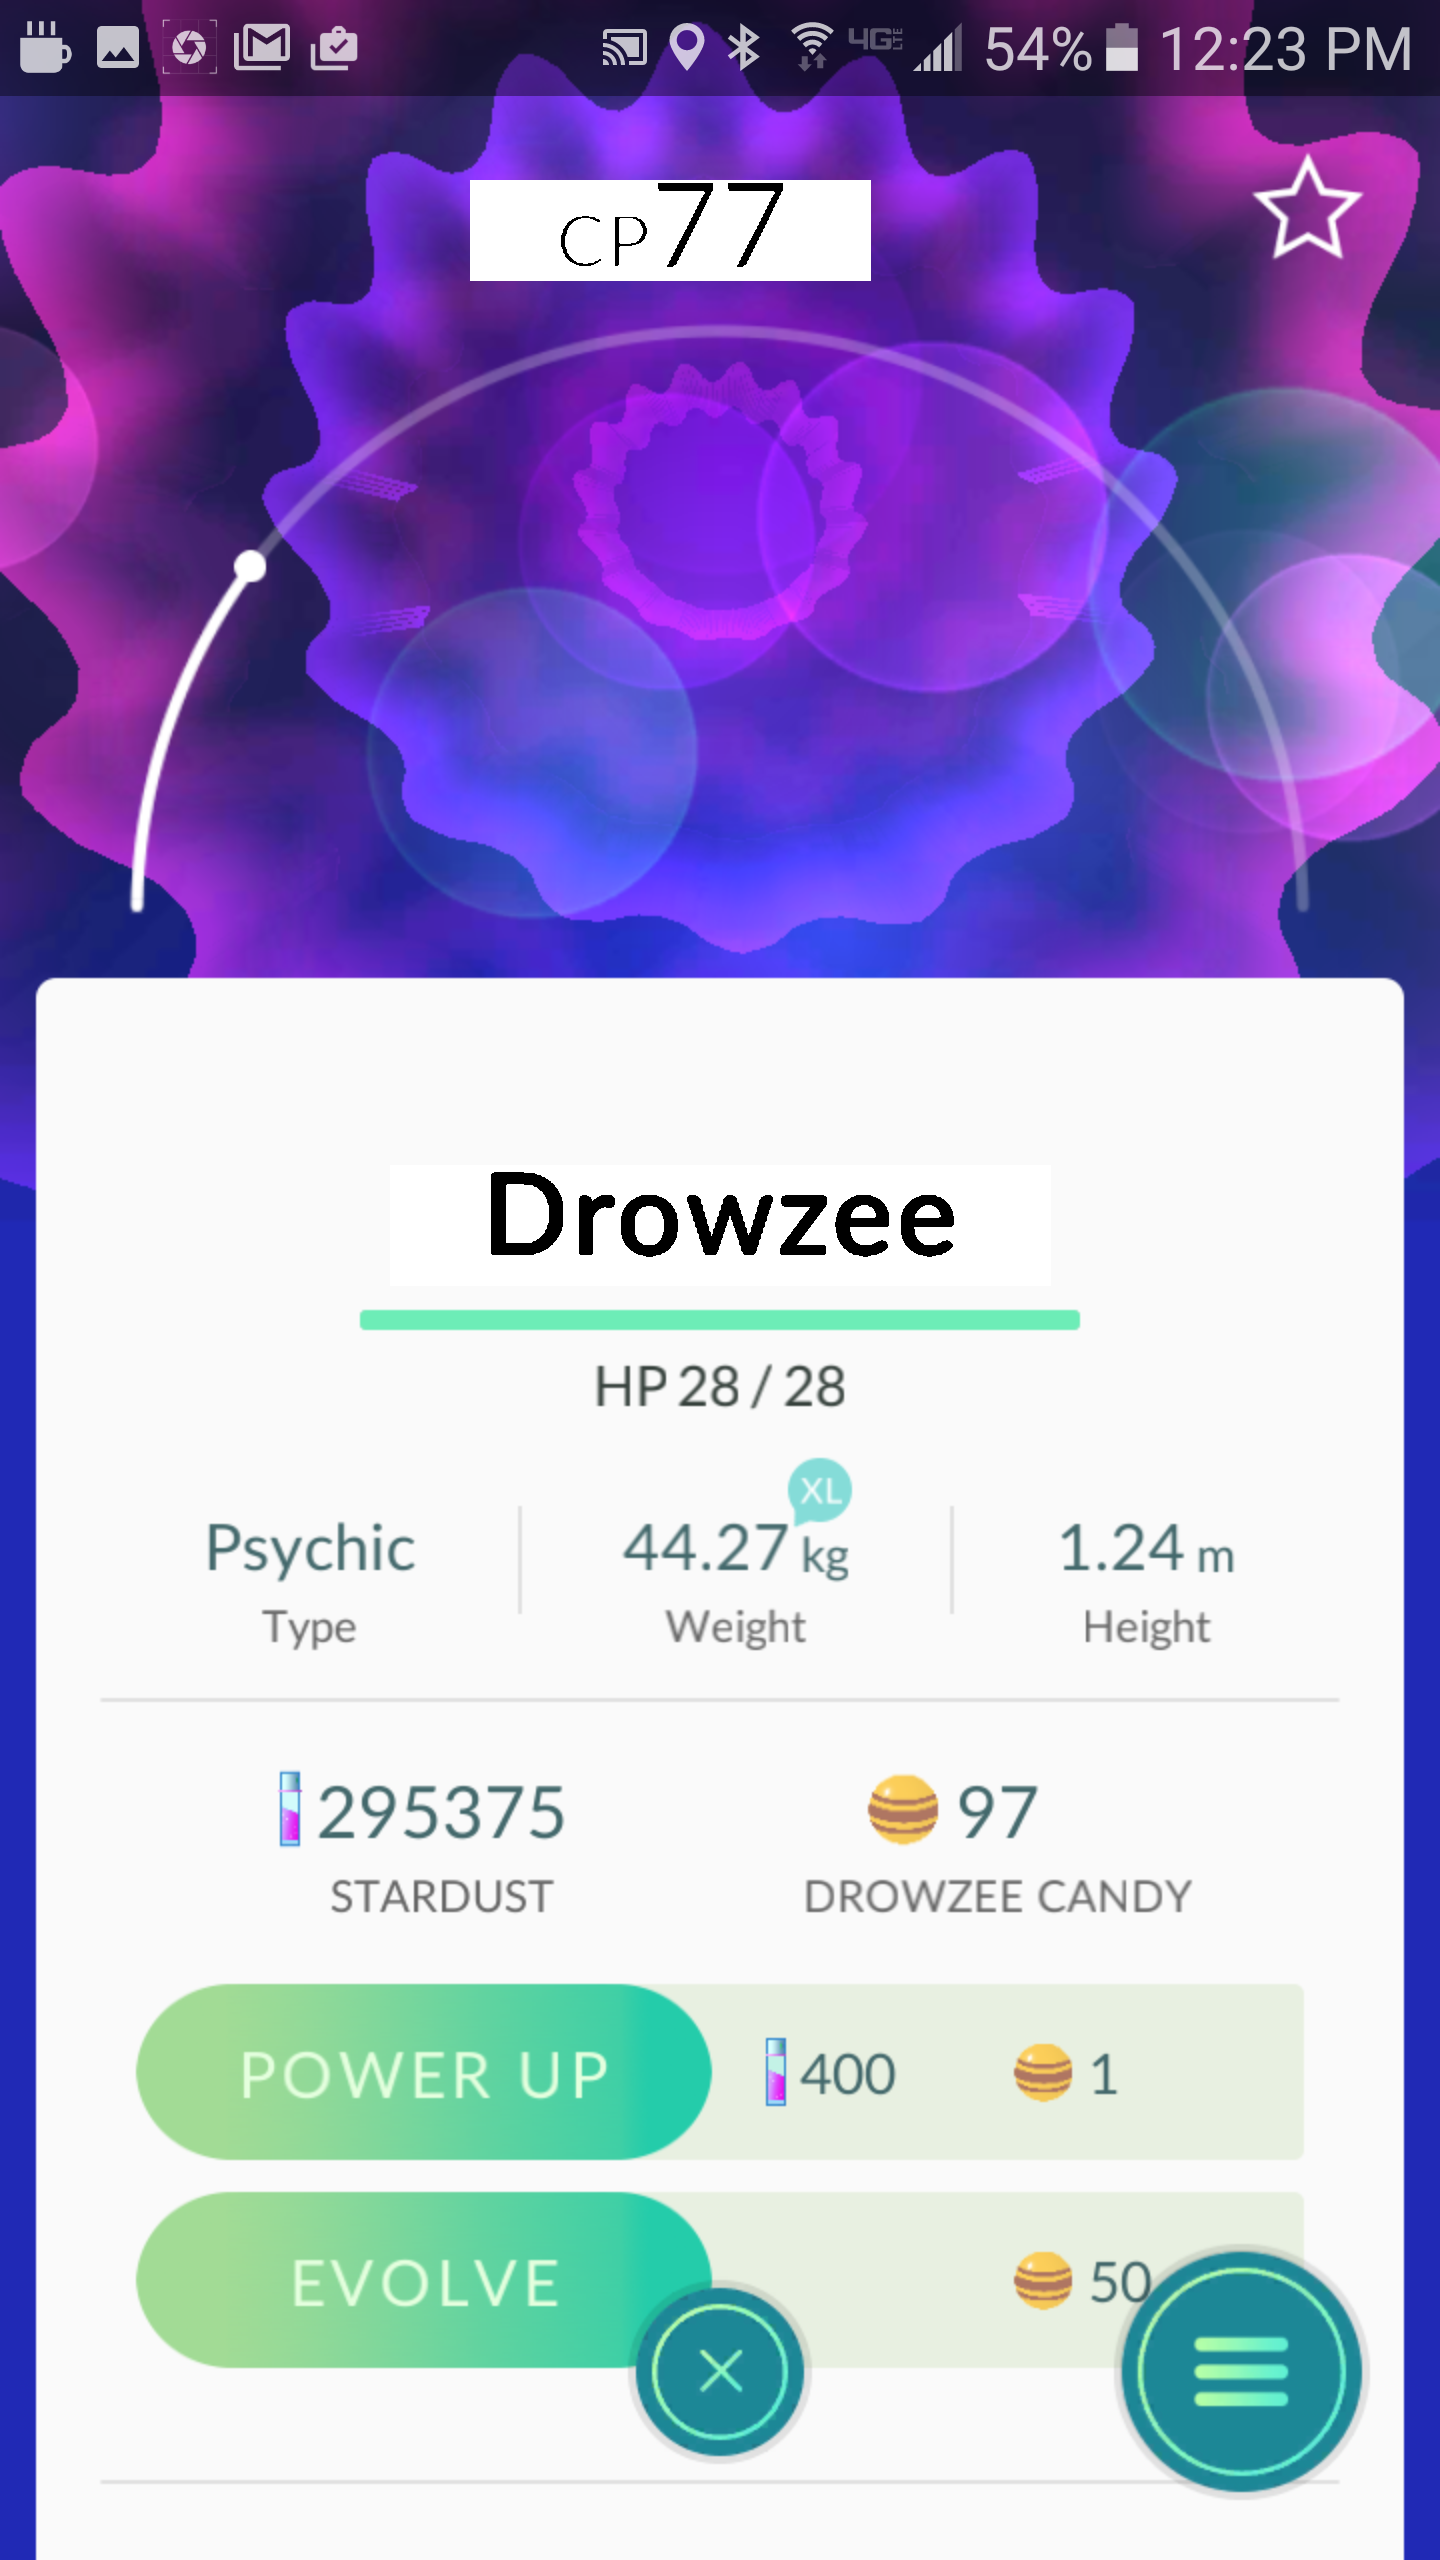 4G LTE 54% 12:23 PM
CP77
Drowzee
HP 28 / 28
XL
Psychic 44.27 kg 1.24 m
Type Weight Height
295375 97
STARDUST DROWZEE CANDY
POWER UP 400 1
EVOLVE 50